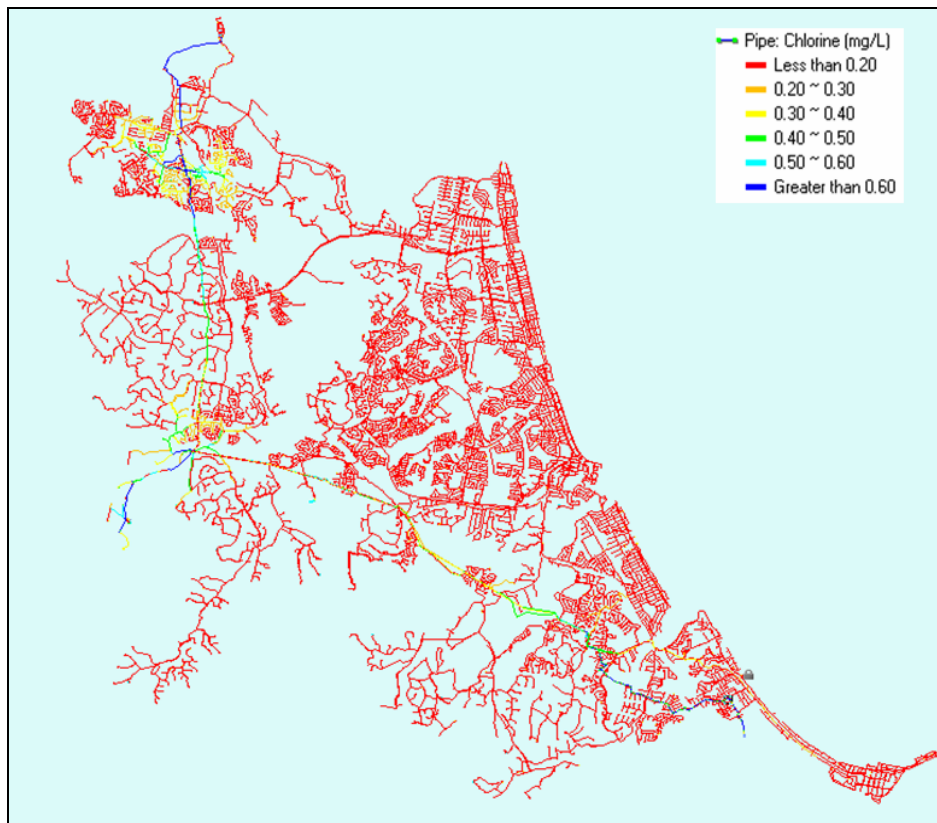 Pipe: Chlorine (mg/L)
Less than 0.20
0.20 ~ 0.30
0.30 ~ 0.40
0.40 ~ 0.50
0.50 ~ 0.60
Greater than 0.60